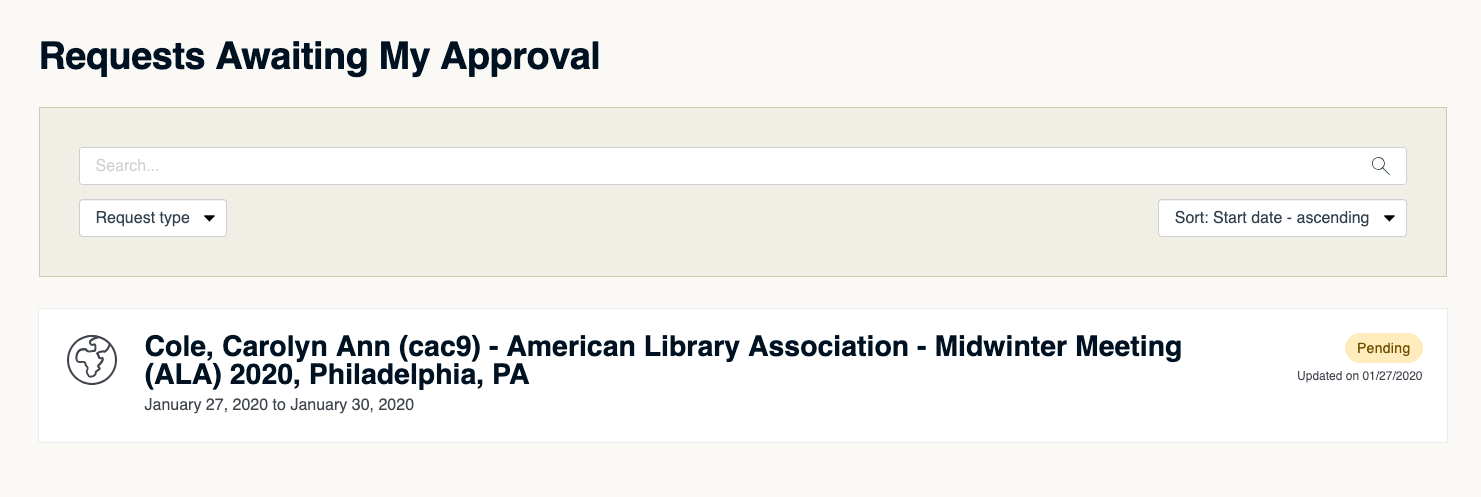 Requests Awaiting My Approval
Search...
Request type
Sort: Start date - ascending
Cole, Carolyn Ann (cac9) - American Library Association - Midwinter Meeting
(ALA) 2020, Philadelphia, PA
January 27, 2020 to January 30, 2020
Pending
Updated on 01/27/2020